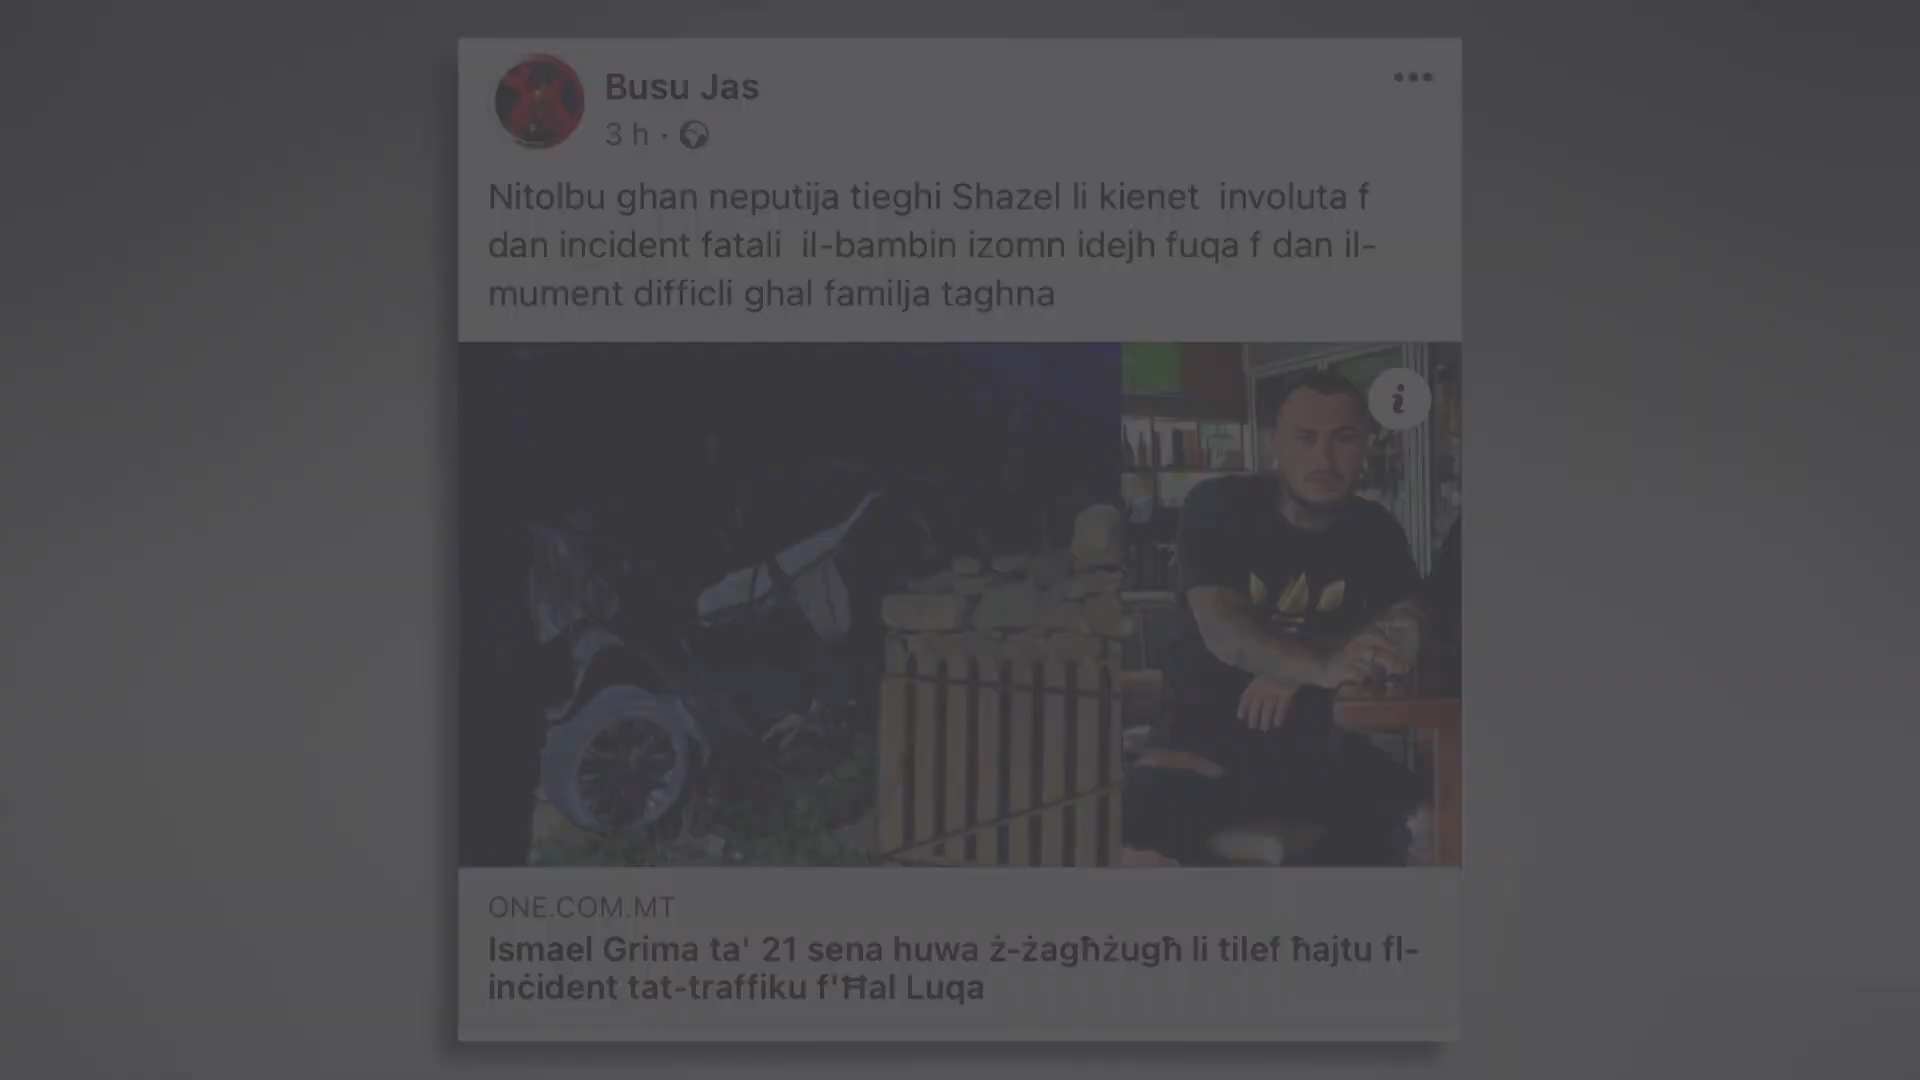 Busu Jas
3 h ·
Nitolbu ghan neputija tieghi Shazel li kienet involuta f
dan incident fatali il-bambin izomn idejh fuqa f dan il-
mument difficli ghal familja taghna
i
ONE.COM.MT
Ismael Grima ta' 21 sena huwa ż-żagħżugħ li tilef ħajtu fl-
inċident tat-traffiku f'Ħal Luqa